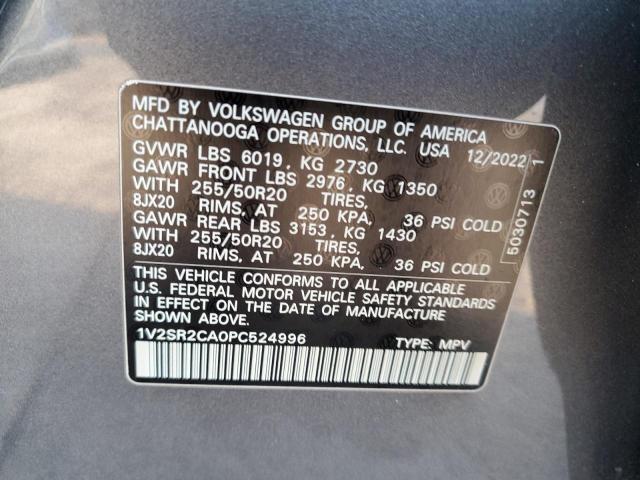 MFD BY VOLKSWAGEN GROUP OF AMERICA
CHATTANOOGA OPERATIONS, LLC. USA 12/2022
GVWR LBS 6019, KG 2730
GAWR FRONT LBS 2976, KG 1350
WITH 255/50R20 TIRES,
8JX20 RIMS, AT 250 KPA, 36 PSI COLD
GAWR REAR LBS 3153, KG 1430
WITH 255/50R20 TIRES,
8JX20 RIMS, AT 250 KPA, 36 PSI COLD
THIS VEHICLE CONFORMS TO ALL APPLICABLE
U.S. FEDERAL MOTOR VEHICLE SAFETY STANDARDS
IN EFFECT ON THE DATE OF MANUFACTURE
SHOWN ABOVE.
1V2SR2CA0PC524996 TYPE: MPV
5030713 1